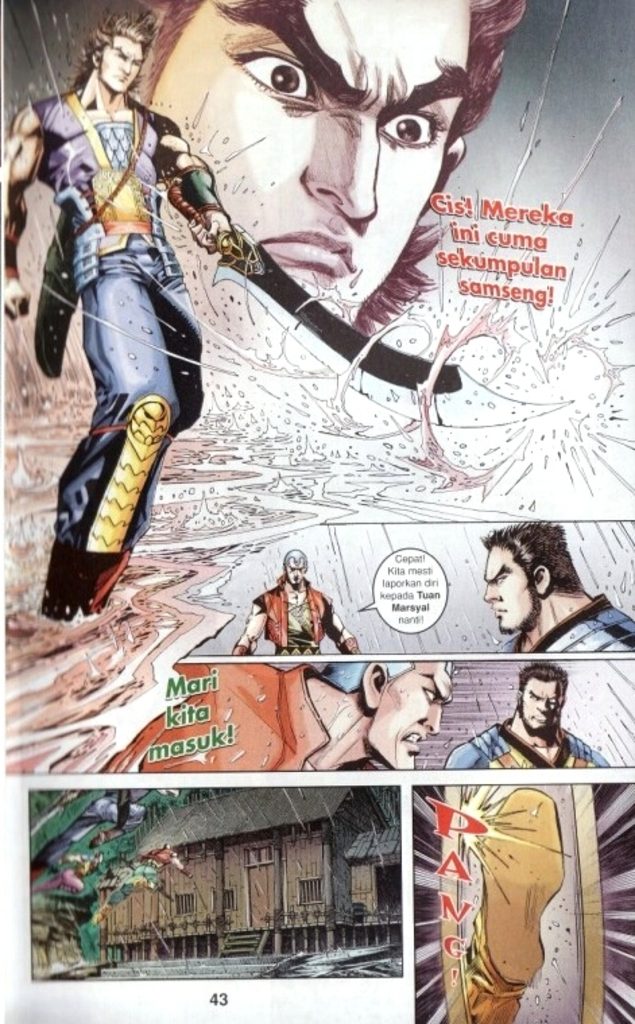 Cis! Mereka
ini cuma
sekumpulan
samseng!
Cepat!
Kita mesti
laporkan diri
kepada Tuan
Marsyal
nanti!
Mari
kita
masuk!
PANG!
43